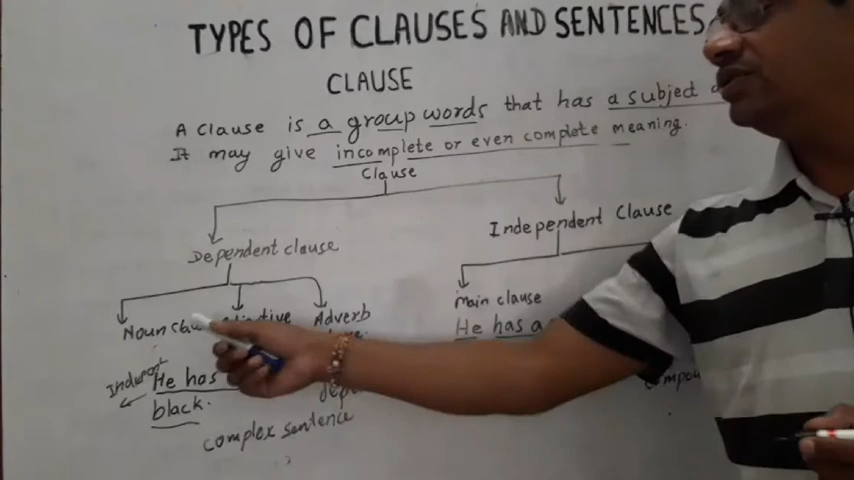 TYPES OF CLAUSES AND SENTENCES
CLAUSE
A clause is a group words that has a subject
It may give incomplete or even complete meaning.
Clause
Dependent clause
Independent Clause
Noun
Adverb
Main clause
He has a
He has
black.
complex sentence